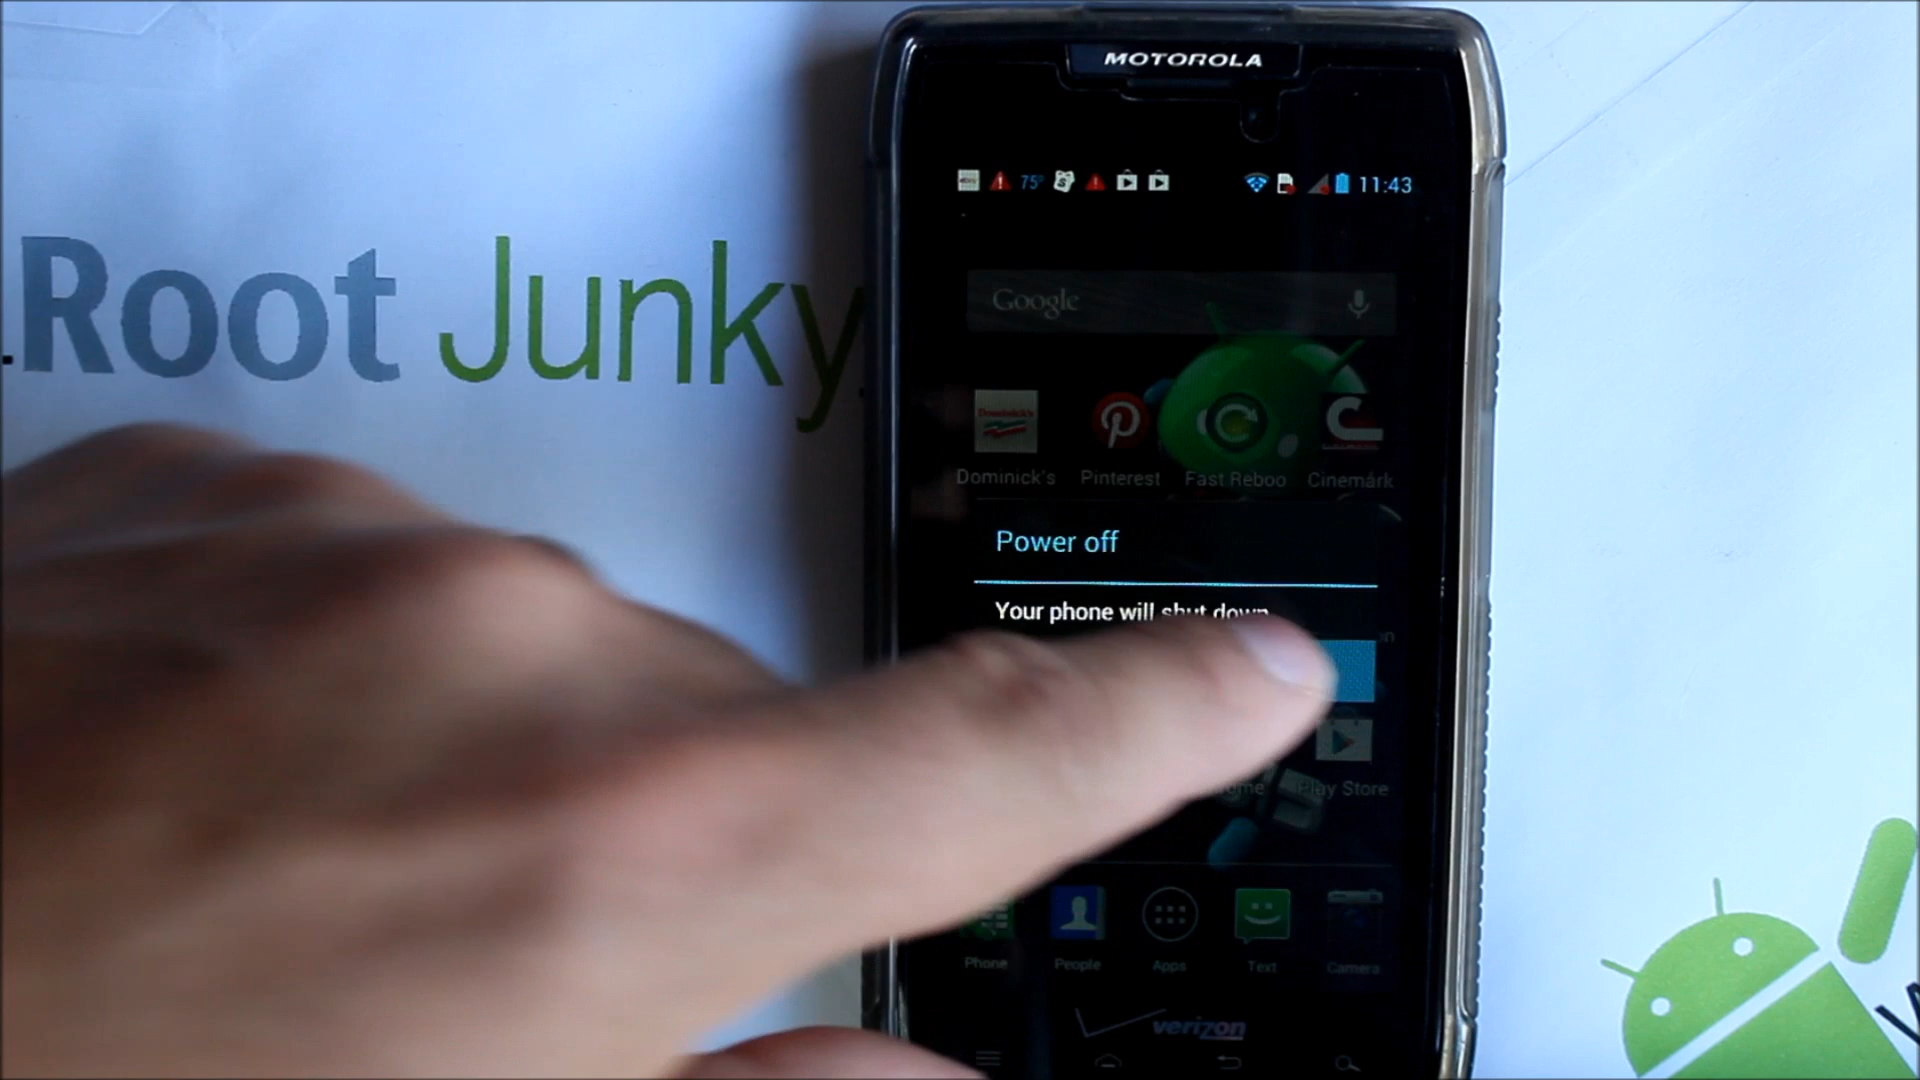 MOTOROLA
75°
11:43
Google
Root Junky
Dominick's
Dominick's Pinterest Fast Reboo Cinemark
Power off
Your phone will shut down
Play Store
Phone People Apps Text Camera
verizon